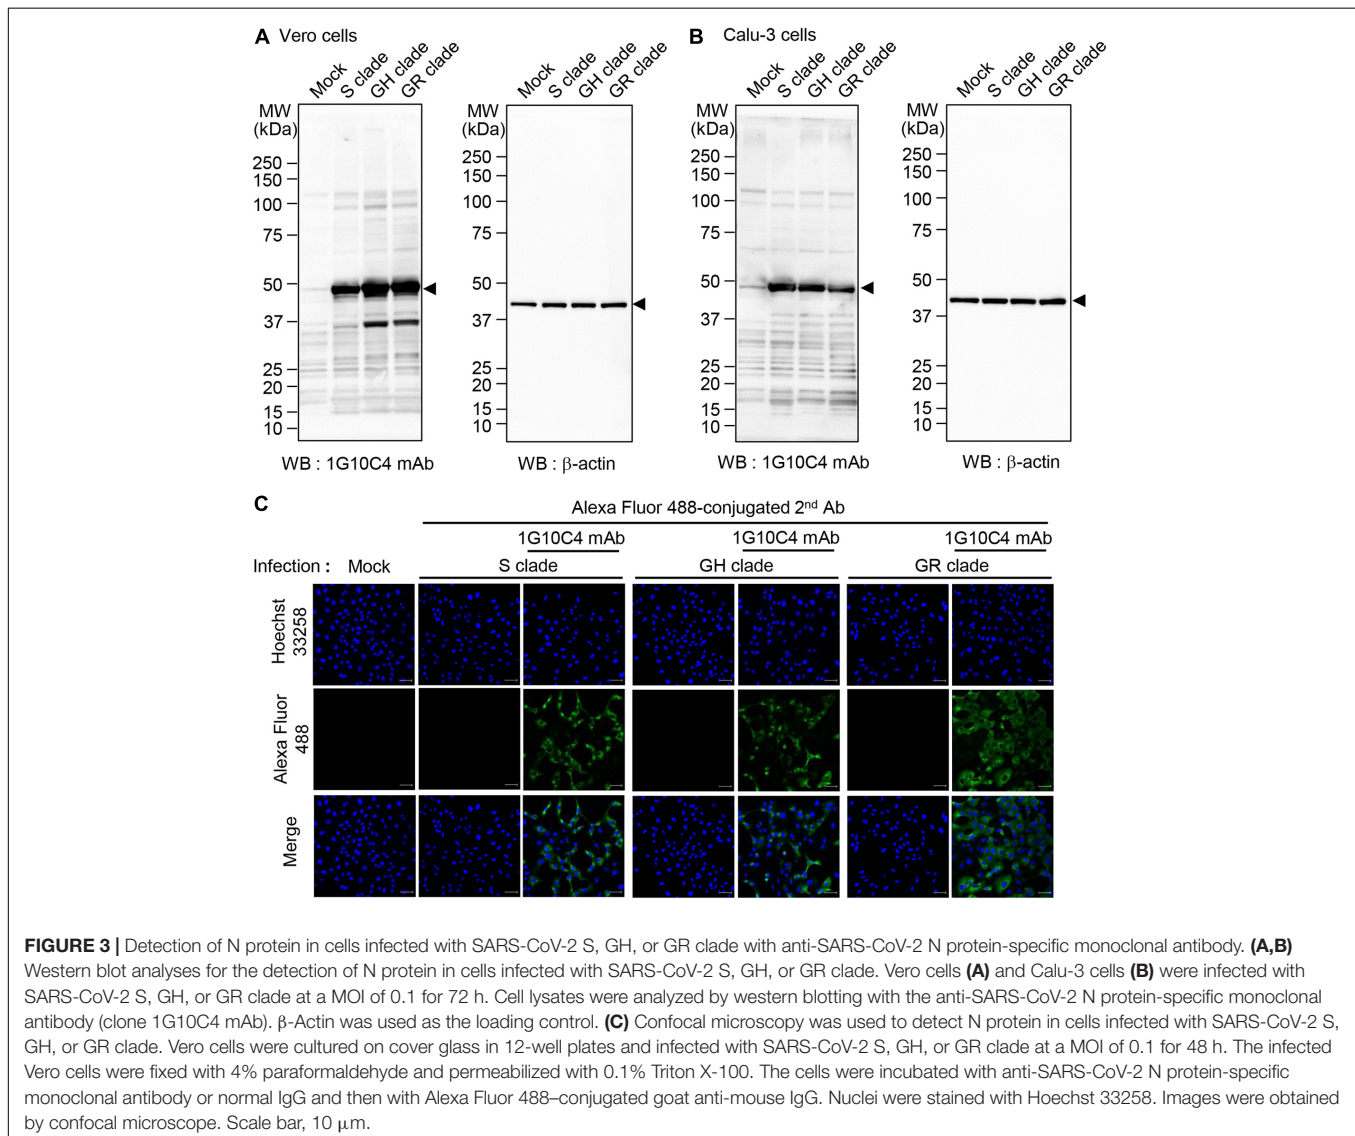 A Vero cells
Mock
S clade
GH clade
GR clade
MW
(kDa)
250
150
100
75
50
37
25
20
15
10
WB : 1G10C4 mAb
Mock
S clade
GH clade
GR clade
MW
(kDa)
250
150
100
75
50
37
25
20
15
10
WB : β-actin
B Calu-3 cells
Mock
S clade
GH clade
GR clade
MW
(kDa)
250
150
100
75
50
37
25
20
15
10
WB : 1G10C4 mAb
Mock
S clade
GH clade
GR clade
MW
(kDa)
250
150
100
75
50
37
25
20
15
10
WB : β-actin
C
Alexa Fluor 488-conjugated 2nd Ab
1G10C4 mAb 1G10C4 mAb 1G10C4 mAb
Infection : Mock S clade GH clade GR clade
Hoechst
33258
Alexa Fluor
488
Merge
FIGURE 3 | Detection of N protein in cells infected with SARS-CoV-2 S, GH, or GR clade with anti-SARS-CoV-2 N protein-specific monoclonal antibody. (A,B)
Western blot analyses for the detection of N protein in cells infected with SARS-CoV-2 S, GH, or GR clade. Vero cells (A) and Calu-3 cells (B) were infected with
SARS-CoV-2 S, GH, or GR clade at a MOI of 0.1 for 72 h. Cell lysates were analyzed by western blotting with the anti-SARS-CoV-2 N protein-specific monoclonal
antibody (clone 1G10C4 mAb). β-Actin was used as the loading control. (C) Confocal microscopy was used to detect N protein in cells infected with SARS-CoV-2 S,
GH, or GR clade. Vero cells were cultured on cover glass in 12-well plates and infected with SARS-CoV-2 S, GH, or GR clade at a MOI of 0.1 for 48 h. The infected
Vero cells were fixed with 4% paraformaldehyde and permeabilized with 0.1% Triton X-100. The cells were incubated with anti-SARS-CoV-2 N protein-specific
monoclonal antibody or normal IgG and then with Alexa Fluor 488–conjugated goat anti-mouse IgG. Nuclei were stained with Hoechst 33258. Images were obtained
by confocal microscope. Scale bar, 10 μm.